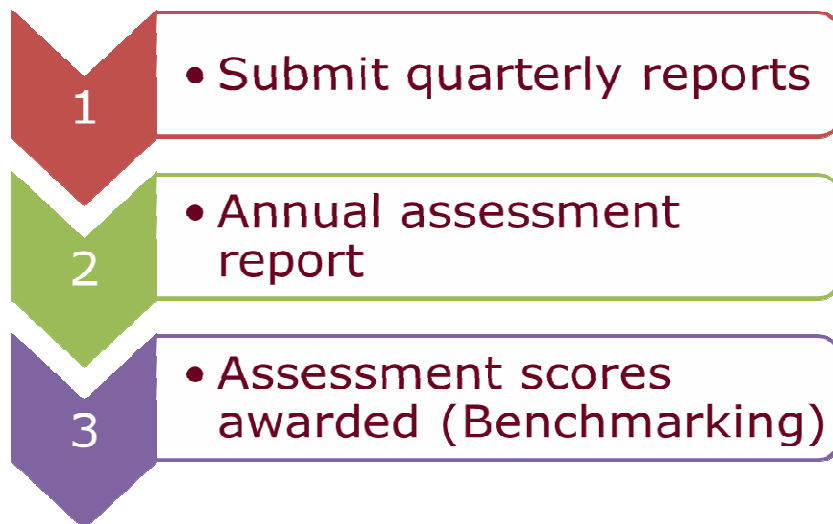 1
• Submit quarterly reports
2
• Annual assessment
report
3
• Assessment scores
awarded (Benchmarking)